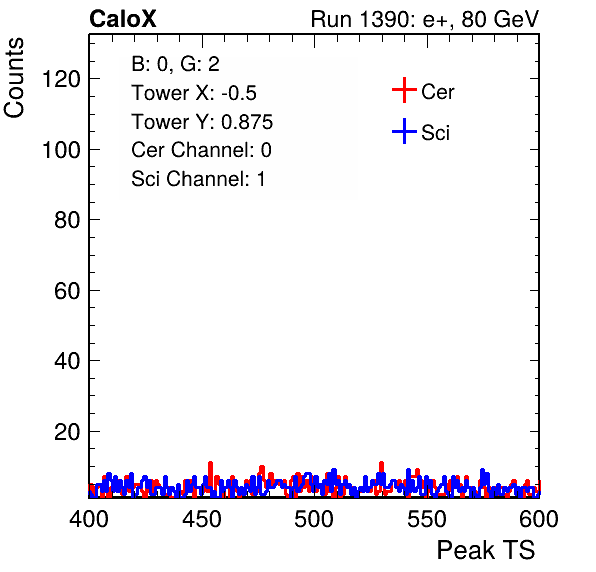 CaloX Run 1390: e+, 80 GeV
Counts
B: 0, G: 2
Tower X: -0.5
Tower Y: 0.875
Cer Channel: 0
Sci Channel: 1
Cer
Sci
120
100
80
60
40
20
400 450 500 550 600
Peak TS